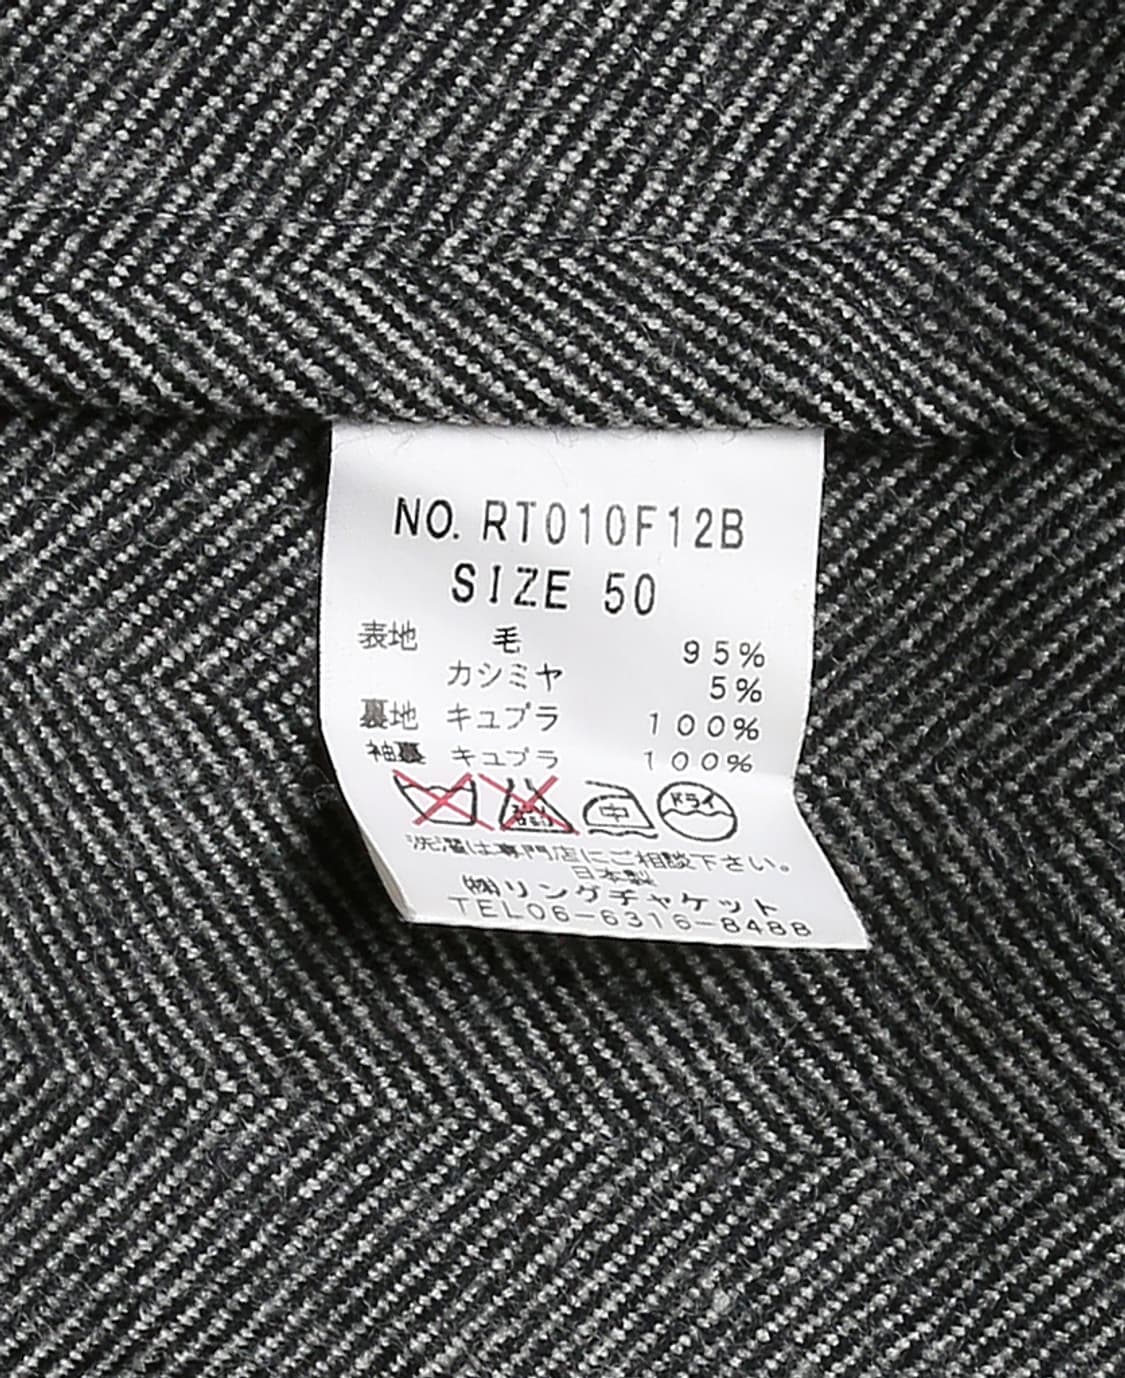 NO. RT010F12B
SIZE 50
表地 毛 95%
カシミヤ 5%
裏地 キュプラ 100%
袖裏 キュプラ 100%
中 ドライ
洗濯は専門店にご相談下さい。
日本製
㈱リングヂャケット
TEL06-6316-8488